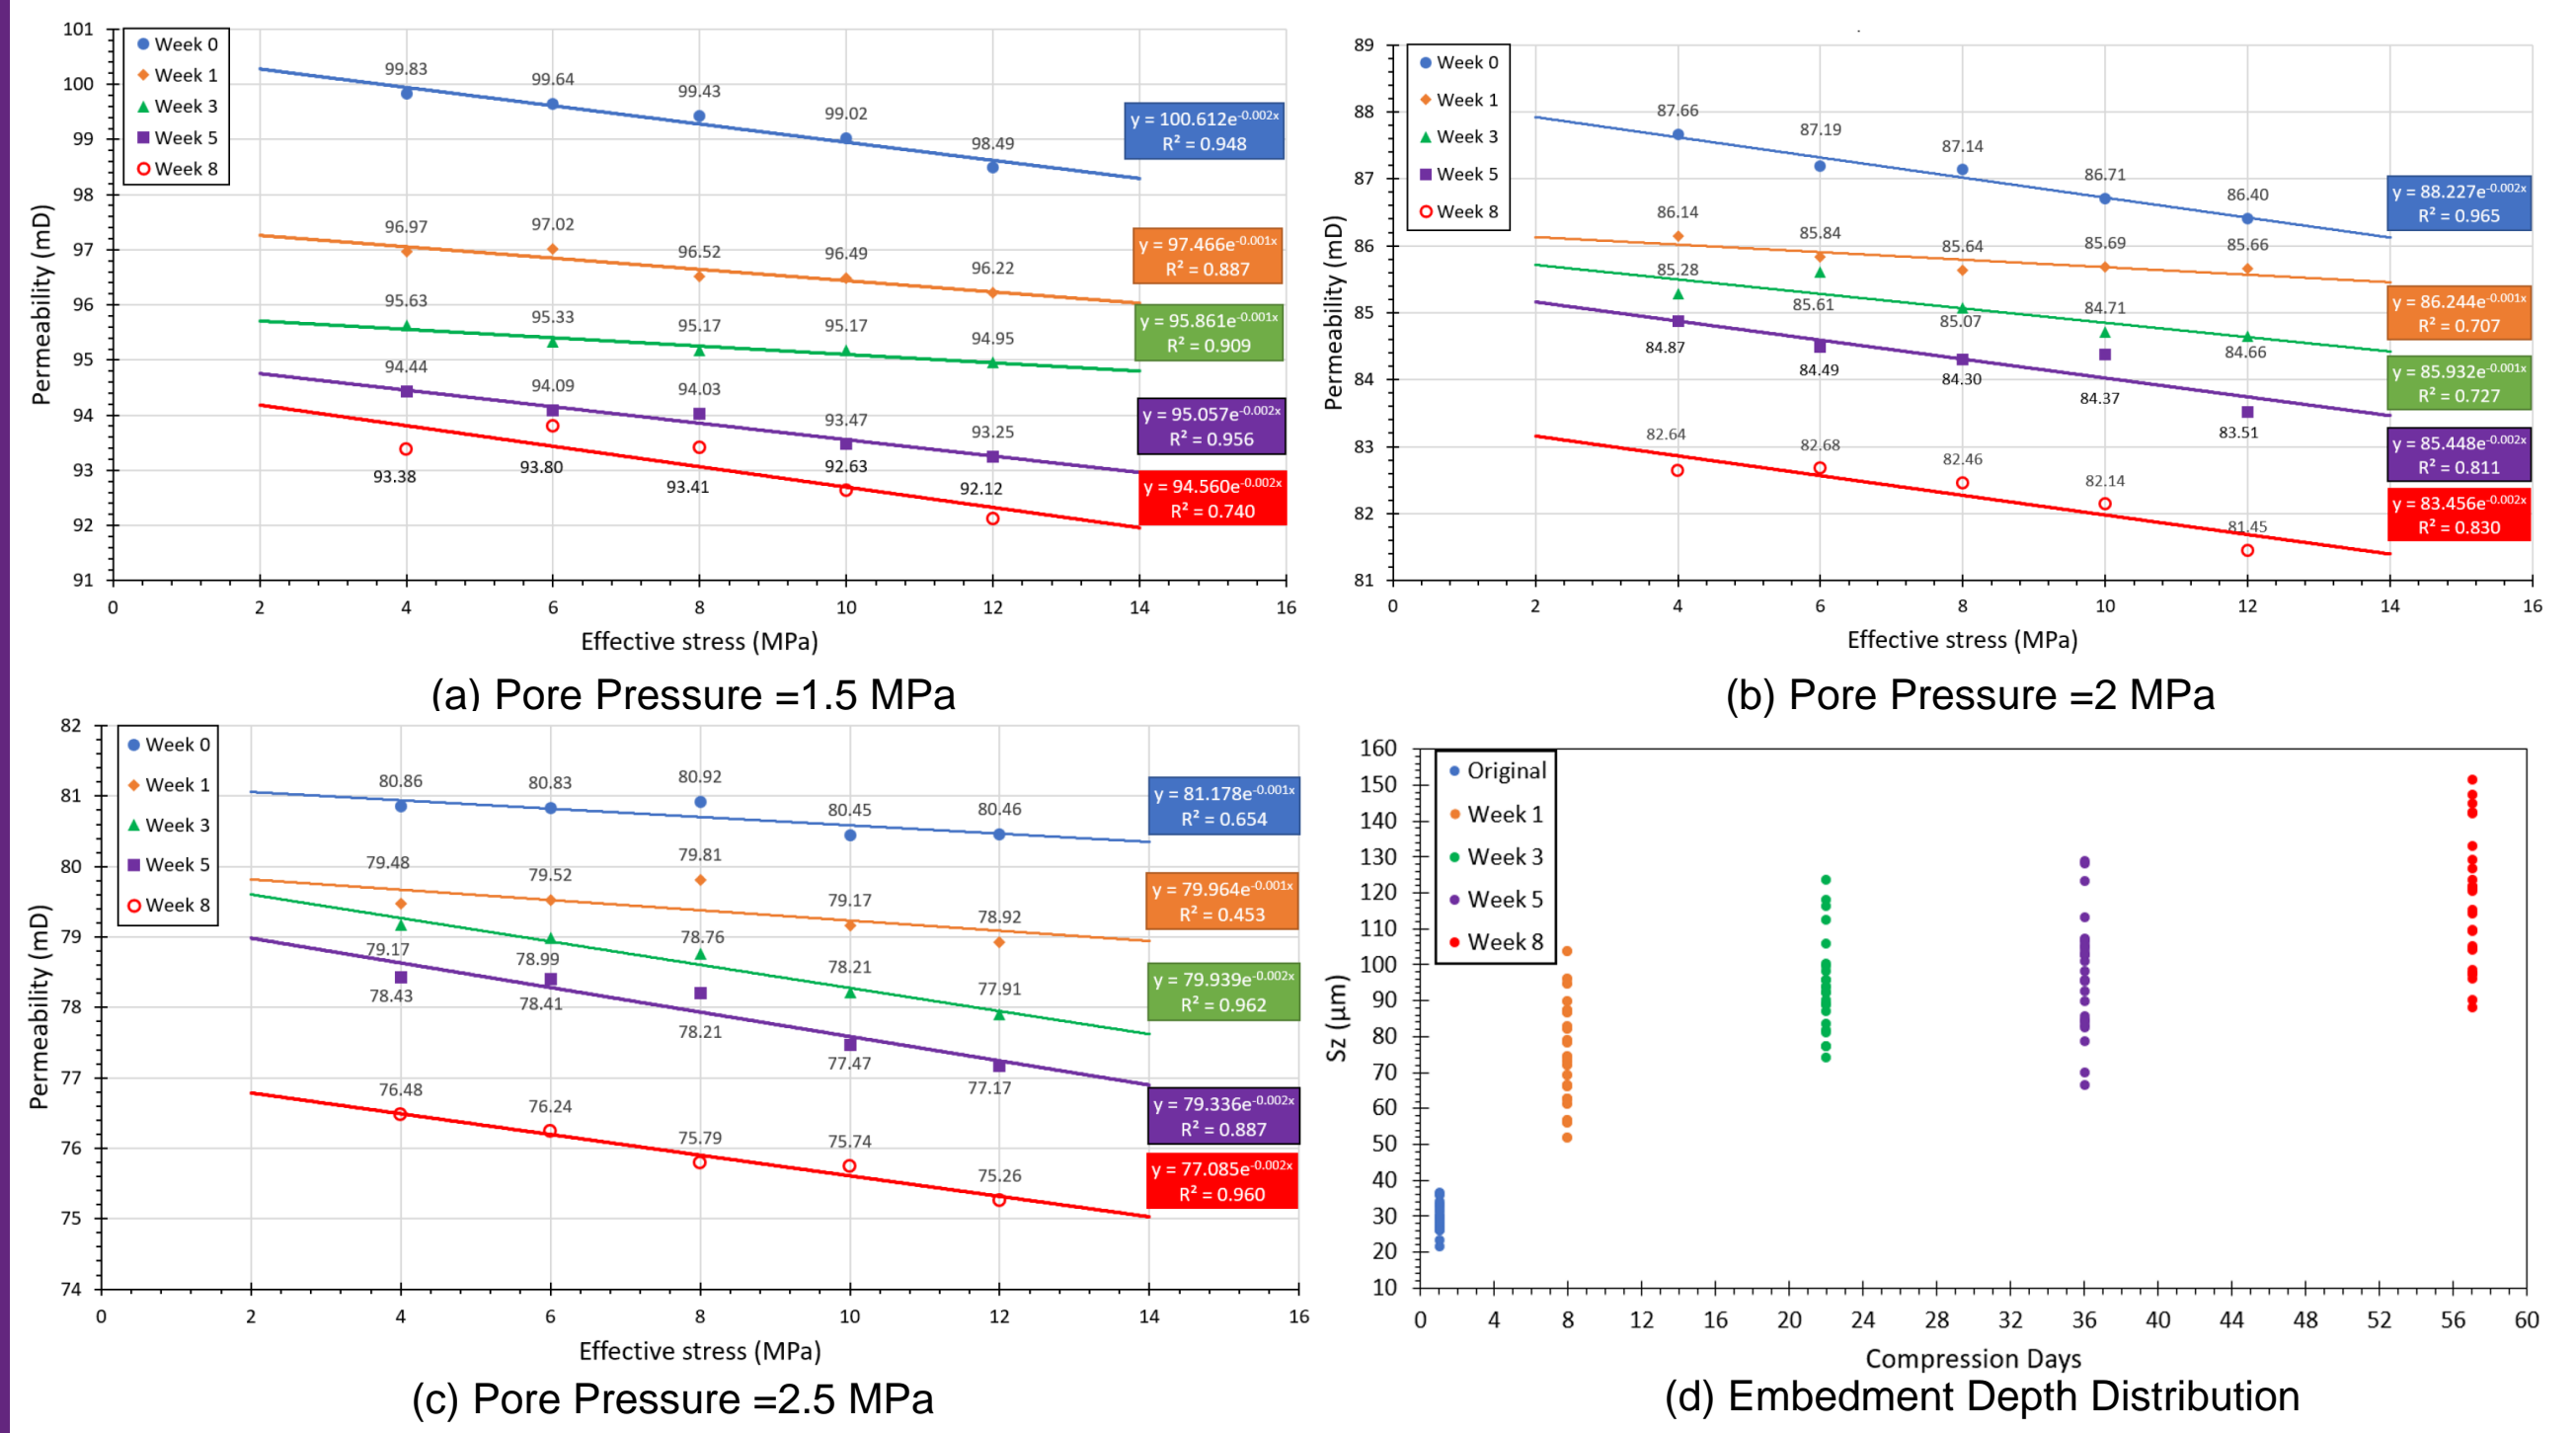 101
100
99
98
97
96
95
94
93
92
91
Permeability (mD)
Week 0
Week 1
Week 3
Week 5
Week 8
99.83
99.64
99.43
99.02
98.49
96.97
97.02
96.52
96.49
96.22
95.63
95.33
95.17
95.17
94.95
94.44
94.09
94.03
93.47
93.25
93.38
93.80
93.41
92.63
92.12
y = 100.612e-0.002x
R² = 0.948
y = 97.466e-0.001x
R² = 0.887
y = 95.861e-0.001x
R² = 0.909
y = 95.057e-0.002x
R² = 0.956
y = 94.560e-0.002x
R² = 0.740
0 2 4 6 8 10 12 14 16
Effective stress (MPa)
(a) Pore Pressure =1.5 MPa
89
88
87
86
85
84
83
82
81
Permeability (mD)
Week 0
Week 1
Week 3
Week 5
Week 8
87.66
87.19
87.14
86.71
86.40
86.14
85.84
85.64
85.69
85.66
85.28
85.61
85.07
84.71
84.66
84.87
84.49
84.30
84.37
83.51
82.64
82.68
82.46
82.14
81.45
y = 88.227e-0.002x
R² = 0.965
y = 86.244e-0.001x
R² = 0.707
y = 85.932e-0.001x
R² = 0.727
y = 85.448e-0.002x
R² = 0.811
y = 83.456e-0.002x
R² = 0.830
0 2 4 6 8 10 12 14 16
Effective stress (MPa)
(b) Pore Pressure =2 MPa
82
81
80
79
78
77
76
75
74
Permeability (mD)
Week 0
Week 1
Week 3
Week 5
Week 8
80.86
80.83
80.92
80.45
80.46
79.48
79.52
79.81
79.17
78.92
79.17
78.99
78.76
78.21
77.91
78.43
78.41
78.21
77.47
77.17
76.48
76.24
75.79
75.74
75.26
y = 81.178e-0.001x
R² = 0.654
y = 79.964e-0.001x
R² = 0.453
y = 79.939e-0.002x
R² = 0.962
y = 79.336e-0.002x
R² = 0.887
y = 77.085e-0.002x
R² = 0.960
0 2 4 6 8 10 12 14 16
Effective stress (MPa)
(c) Pore Pressure =2.5 MPa
160
150
140
130
120
110
100
90
80
70
60
50
40
30
20
10
Sz (μm)
Original
Week 1
Week 3
Week 5
Week 8
0 4 8 12 16 20 24 28 32 36 40 44 48 52 56 60
Compression Days
(d) Embedment Depth Distribution